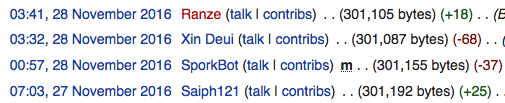 03:41, 28 November 2016 Ranze (talk | contribs) . . (301,105 bytes) (+18) . . (
03:32, 28 November 2016 Xin Deui (talk | contribs) . . (301,087 bytes) (-68) . . (
00:57, 28 November 2016 SporkBot (talk | contribs) m . . (301,155 bytes) (-37)
07:03, 27 November 2016 Saiph121 (talk | contribs) . . (301,192 bytes) (+25) .